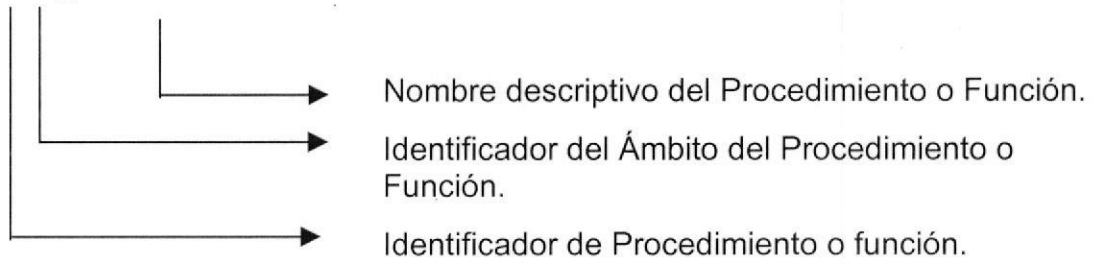 Nombre descriptivo del Procedimiento o Función.
Identificador del Ámbito del Procedimiento o
Función.
Identificador de Procedimiento o función.